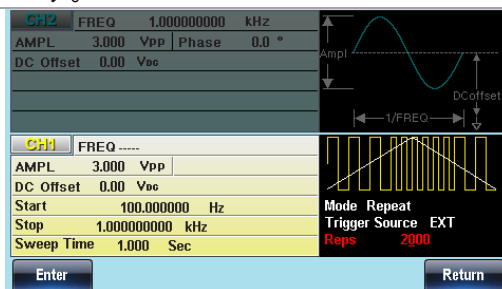 CH2 FREQ 1.000000000 kHz
AMPL 3.000 VPP Phase 0.0 °
DC Offset 0.00 VDC
Ampl
DCoffset
1/FREQ
CH1 FREQ -----
AMPL 3.000 VPP
DC Offset 0.00 VDC
Start 100.000000 Hz
Stop 1.000000000 kHz
Sweep Time 1.000 Sec
Mode Repeat
Trigger Source EXT
Reps 2000
Enter
Return